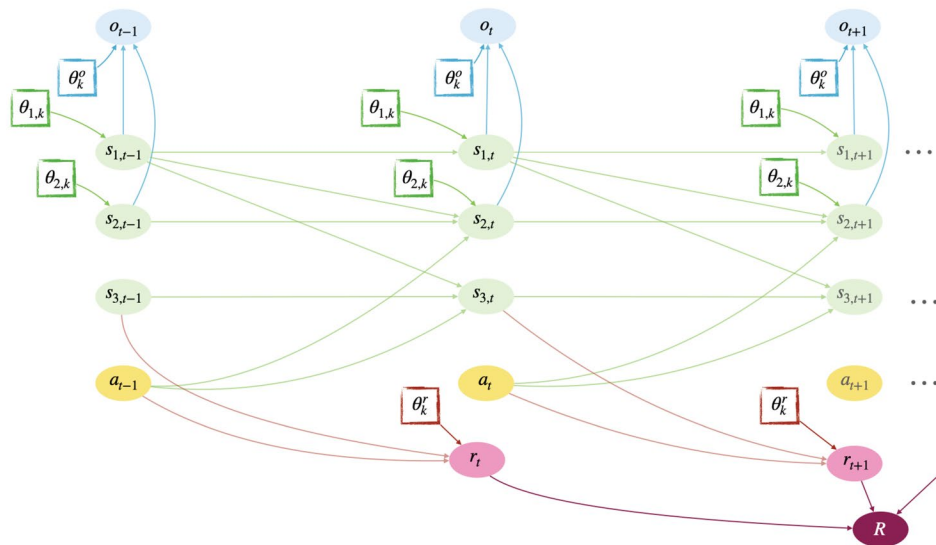 o_{t-1} o_t o_{t+1}
θ^o_k θ^o_k θ^o_k
θ_{1,k} θ_{1,k} θ_{1,k}
s_{1,t-1} s_{1,t} s_{1,t+1} ...
θ_{2,k} θ_{2,k} θ_{2,k}
s_{2,t-1} s_{2,t} s_{2,t+1}
s_{3,t-1} s_{3,t} s_{3,t+1} ...
a_{t-1} a_t a_{t+1} ...
θ^r_k θ^r_k
r_t r_{t+1}
R